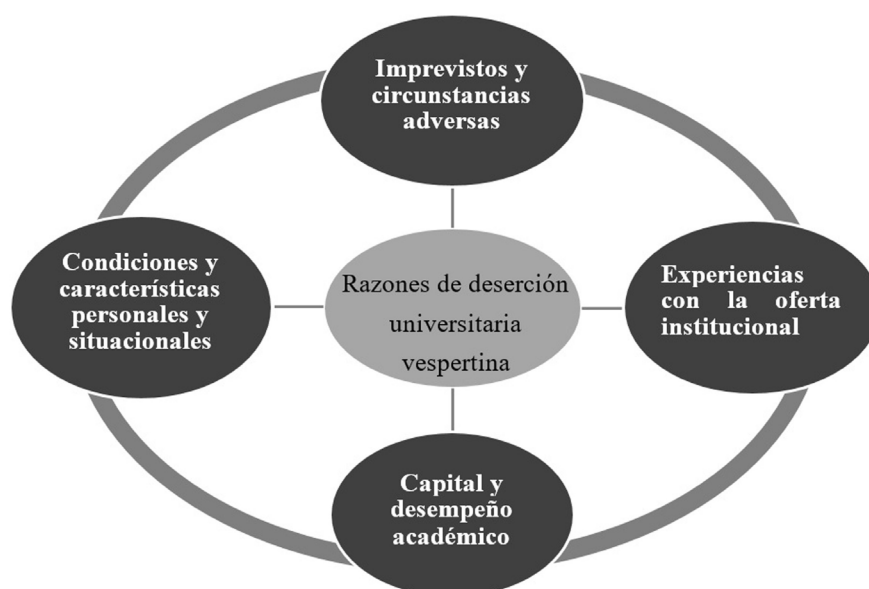 Imprevistos y
circunstancias
adversas
Condiciones y
características
personales y
situacionales
Razones de deserción
universitaria
vespertina
Experiencias
con la oferta
institucional
Capital y
desempeño
académico